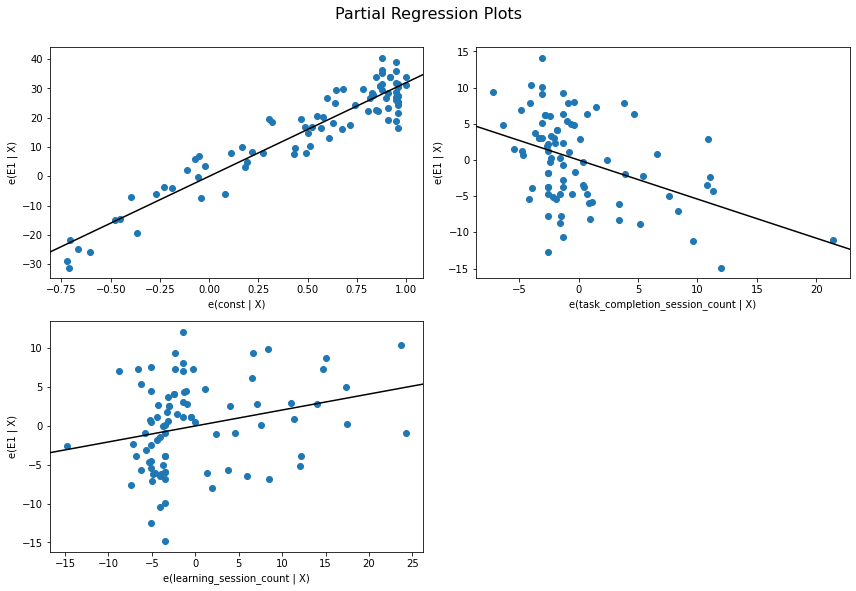 Partial Regression Plots
40
30
20
10
0
−10
−20
−30
e(E1 | X)
−0.75 −0.50 −0.25 0.00 0.25 0.50 0.75 1.00
e(const | X)
15
10
5
0
−5
−10
−15
e(E1 | X)
−5 0 5 10 15 20
e(task_completion_session_count | X)
10
5
0
−5
−10
−15
e(E1 | X)
−15 −10 −5 0 5 10 15 20 25
e(learning_session_count | X)